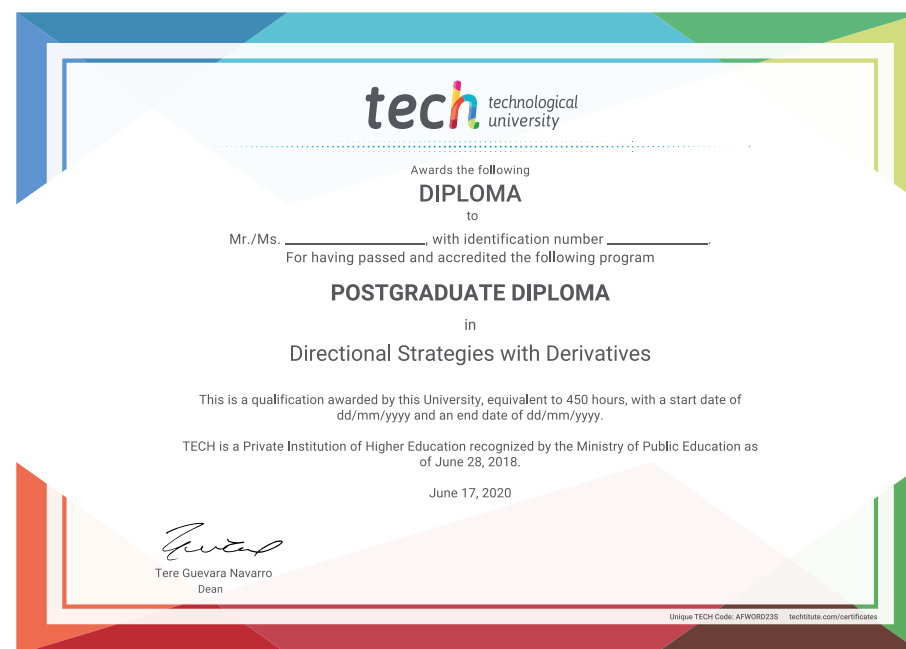 tech technological
university
Awards the following
DIPLOMA
to
Mr./Ms. ____________________, with identification number ______________.
For having passed and accredited the following program
POSTGRADUATE DIPLOMA
in
Directional Strategies with Derivatives
This is a qualification awarded by this University, equivalent to 450 hours, with a start date of
dd/mm/yyyy and an end date of dd/mm/yyyy.
TECH is a Private Institution of Higher Education recognized by the Ministry of Public Education as
of June 28, 2018.
June 17, 2020
Tere Guevara Navarro
Dean
Unique TECH Code: AFWORD23S techtitute.com/certificates